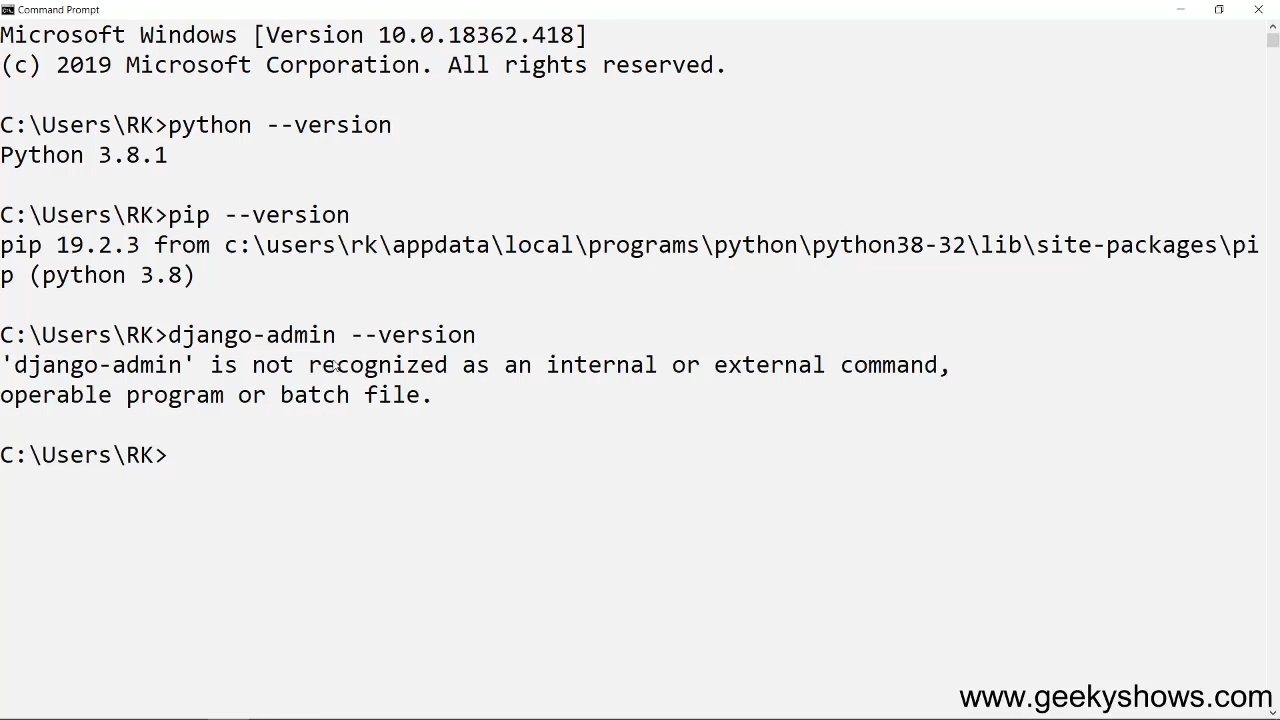 Command Prompt
Microsoft Windows [Version 10.0.18362.418]
(c) 2019 Microsoft Corporation. All rights reserved.
C:\Users\RK>python --version
Python 3.8.1
C:\Users\RK>pip --version
pip 19.2.3 from c:\users\rk\appdata\local\programs\python\python38-32\lib\site-packages\pi
p (python 3.8)
C:\Users\RK>django-admin --version
'django-admin' is not recognized as an internal or external command,
operable program or batch file.
C:\Users\RK>
www.geekyshows.com